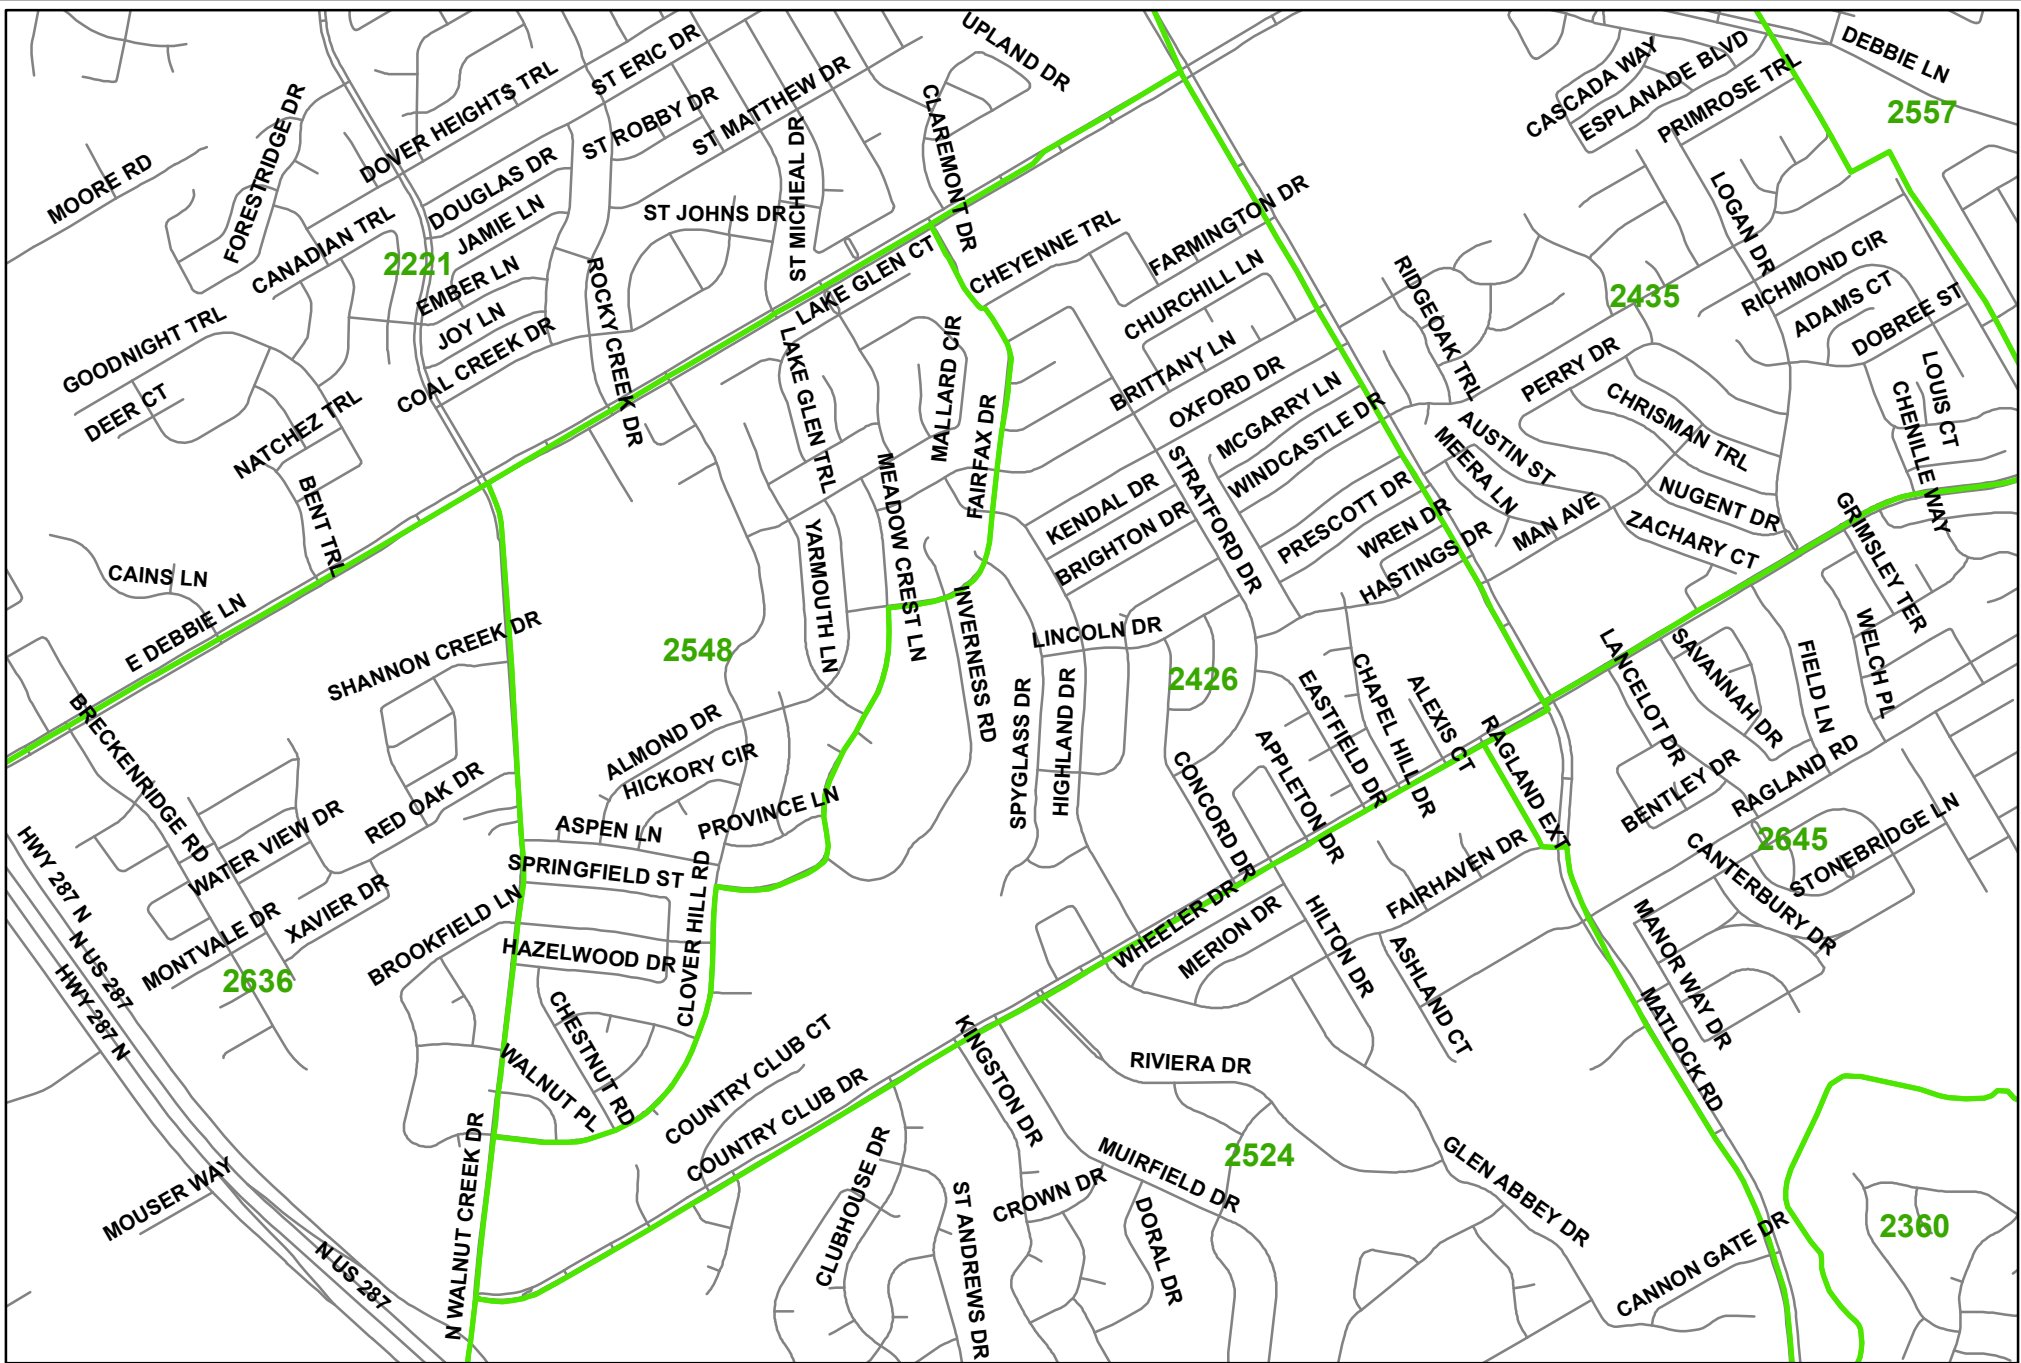 UPLAND DR
DEBBIE LN
ST ERIC DR
CASCADA WAY
ESPLANADE BLVD
PRIMROSE TRL
2557
DOVER HEIGHTS TRL
ST ROBBY DR
ST MATTHEW DR
CLAREMONT DR
FORESTRIDGE DR
MOORE RD
DOUGLAS DR
ST MICHEAL DR
JAMIE LN
ST JOHNS DR
CANADIAN TRL
2221
CHEYENNE TRL
FARMINGTON DR
LOGAN DR
RICHMOND CIR
EMBER LN
LAKE GLEN CT
CHURCHILL LN
RIDGEOAK TRL
2435
ADAMS CT
DOBREE ST
JOY LN
ROCKY CREEK DR
GOODNIGHT TRL
COAL CREEK DR
LAKE GLEN TRL
MALLARD CIR
BRITTANY LN
OXFORD DR
PERRY DR
LOUIS CT
DEER CT
NATCHEZ TRL
FAIRFAX DR
MCGARRY LN
WINDCASTLE DR
CHRISMAN TRL
CHENILLE WAY
AUSTIN ST
MEERA LN
BENT TRL
MEADOW CREST LN
STRATFORD DR
KENDAL DR
BRIGHTON DR
PRESCOTT DR
WREN DR
HASTINGS DR
MAN AVE
NUGENT DR
ZACHARY CT
GRIMSLEY TER
CAINS LN
YARMOUTH LN
E DEBBIE LN
SHANNON CREEK DR
2548
INVERNESS RD
LINCOLN DR
2426
WELCH PL
SAVANNAH DR
LANCELOT DR
FIELD LN
BRECKENRIDGE RD
ALMOND DR
HICKORY CIR
SPYGLASS DR
HIGHLAND DR
EASTFIELD DR
CHAPEL HILL DR
ALEXIS CT
RAGLAND EXT
APPLETON DR
CONCORD DR
BENTLEY DR
RAGLAND RD
WATER VIEW DR
RED OAK DR
ASPEN LN
PROVINCE LN
2645
STONEBRIDGE LN
CANTERBURY DR
HWY 287 N
SPRINGFIELD ST
FAIRHAVEN DR
XAVIER DR
MONTVALE DR
BROOKFIELD LN
CLOVER HILL RD
WHEELER DR
MERION DR
HILTON DR
ASHLAND CT
MANOR WAY DR
N US 287
HWY 287 N
2636
HAZELWOOD DR
CHESTNUT RD
WALNUT PL
COUNTRY CLUB CT
COUNTRY CLUB DR
KINGSTON DR
RIVIERA DR
MATLOCK RD
N WALNUT CREEK DR
MOUSER WAY
CLUBHOUSE DR
ST ANDREWS DR
CROWN DR
MUIRFIELD DR
DORAL DR
2524
GLEN ABBEY DR
CANNON GATE DR
2360
N US 287